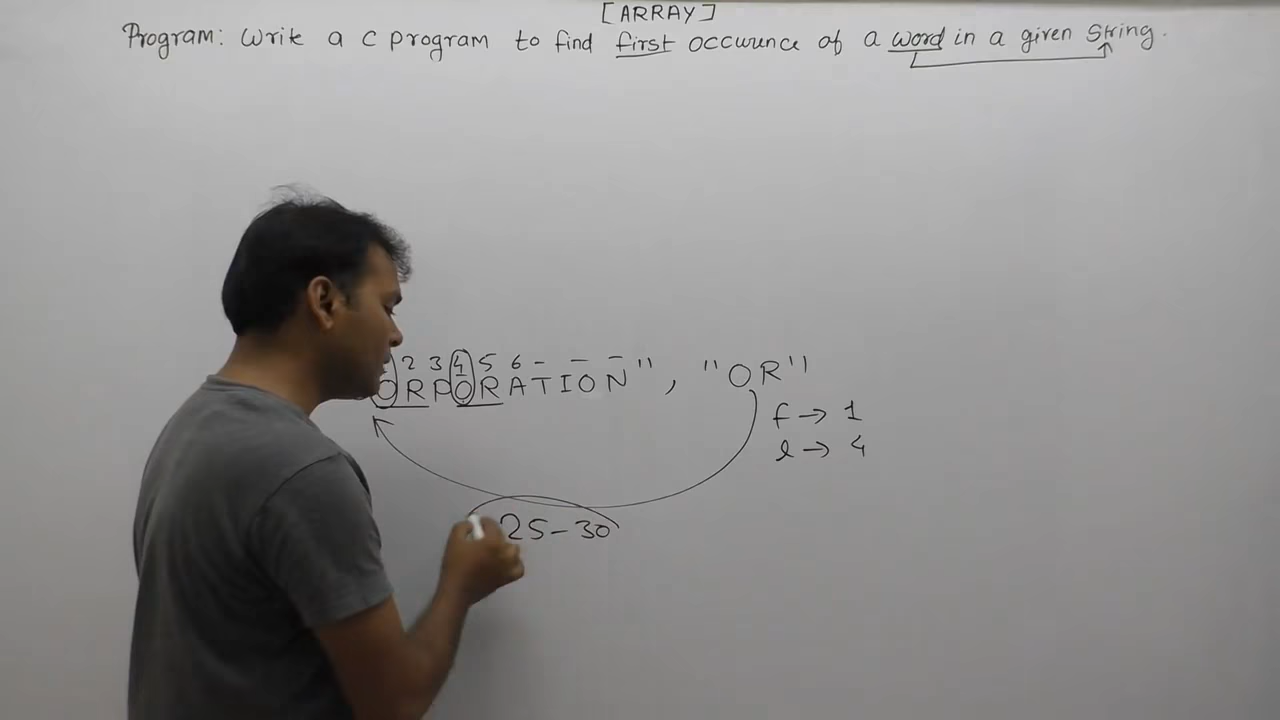 [ARRAY]
Program: Write a C program to find first occurence of a word in a given String.
2 3 4 5 6 - - -
ORPORATION", "OR"
f → 1
l → 4
25-30